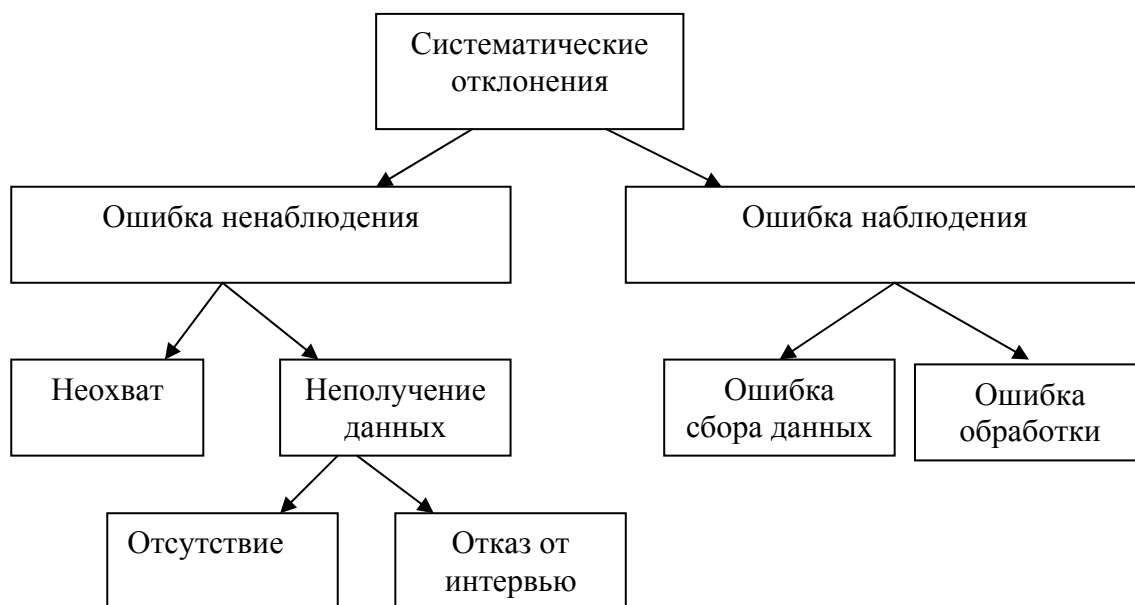 Систематические
отклонения
Ошибка ненаблюдения
Ошибка наблюдения
Неохват
Неполучение
данных
Ошибка
сбора данных
Ошибка
обработки
Отсутствие
Отказ от
интервью